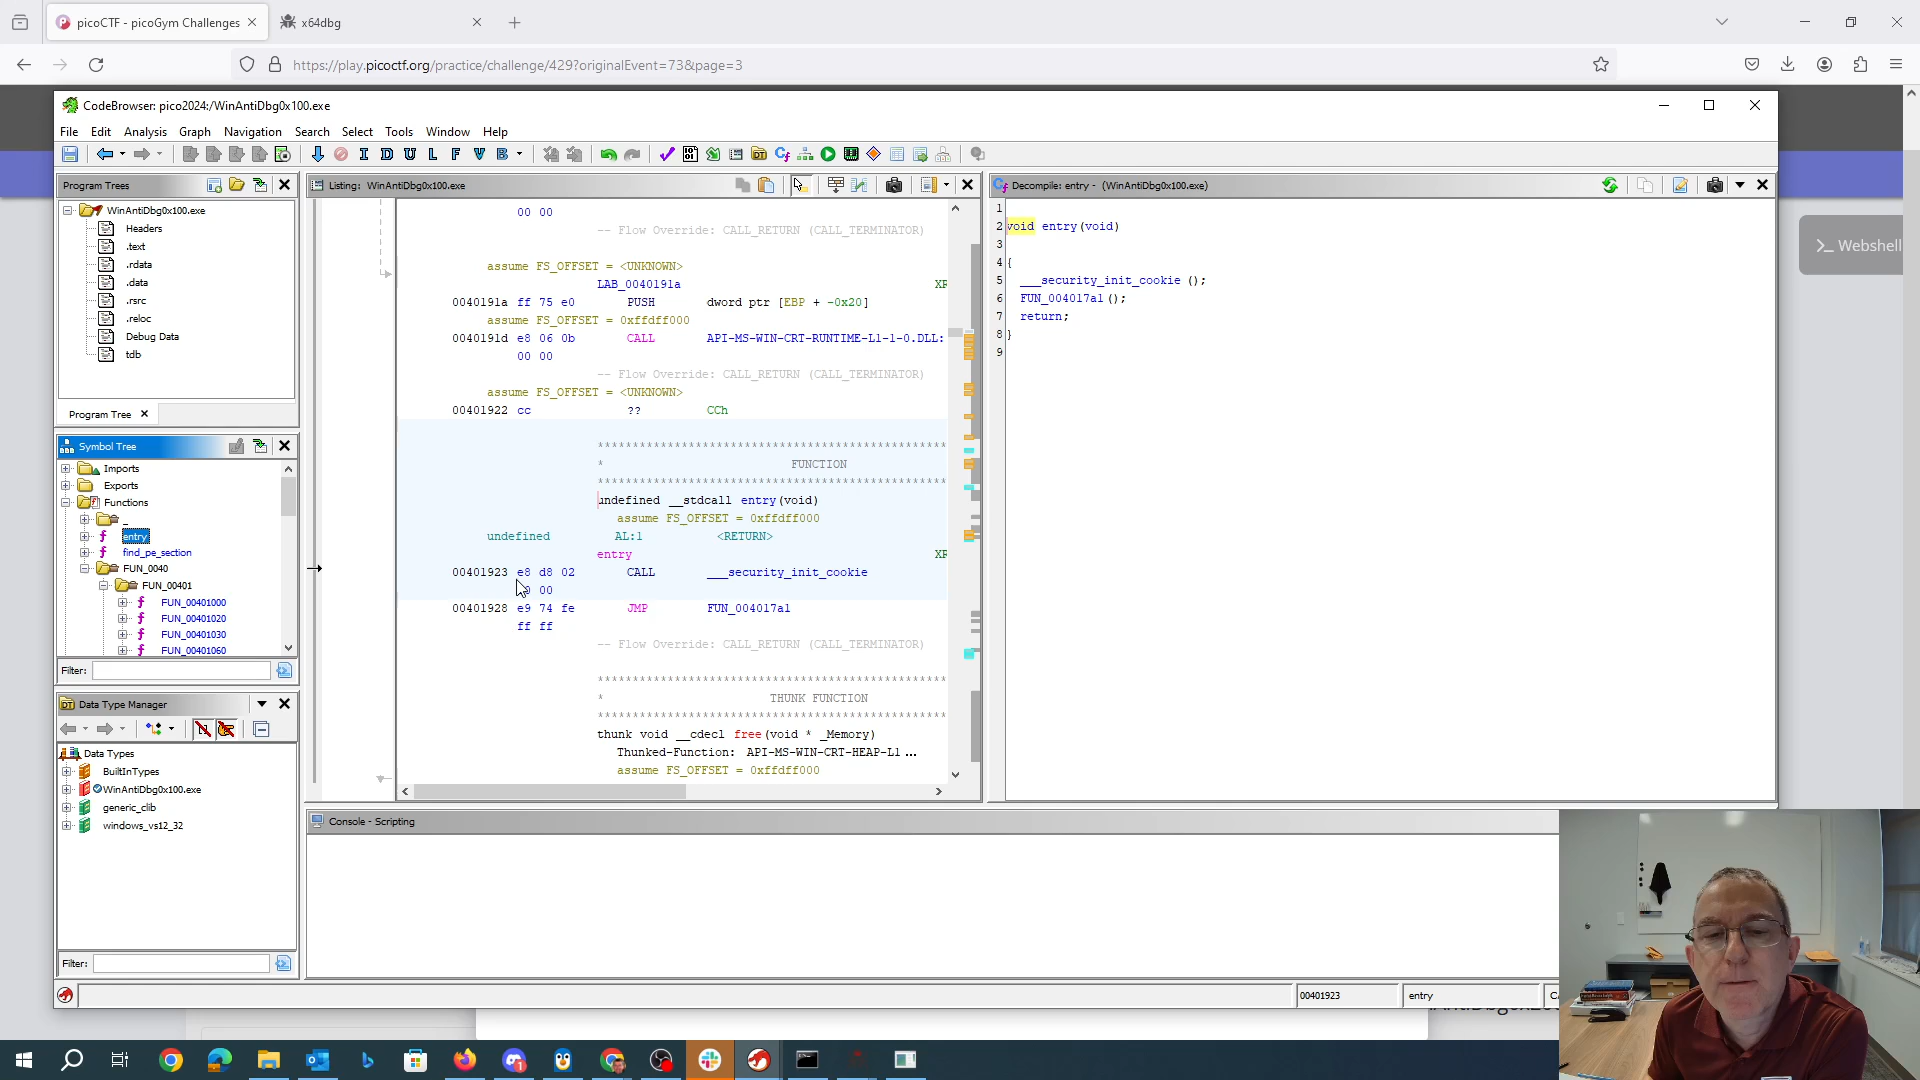 picoCTF - picoGym Challenges
x64dbg
https://play.picoctf.org/practice/challenge/429?originalEvent=73&page=3
CodeBrowser: pico2024:/WinAntiDbg0x100.exe
File Edit Analysis Graph Navigation Search Select Tools Window Help
I D U L F V B
Program Trees
WinAntiDbg0x100.exe
Headers
.text
.rdata
.data
.rsrc
.reloc
Debug Data
tdb
Program Tree
Symbol Tree
Imports
Exports
Functions
_
entry
find_pe_section
FUN_0040
FUN_00401
FUN_00401000
FUN_00401020
FUN_00401030
FUN_00401060
Filter:
Data Type Manager
Data Types
BuiltInTypes
WinAntiDbg0x100.exe
generic_clib
windows_vs12_32
Filter:
Listing: WinAntiDbg0x100.exe
00 00
-- Flow Override: CALL_RETURN (CALL_TERMINATOR)
assume FS_OFFSET = <UNKNOWN>
LAB_0040191a XR
0040191a ff 75 e0 PUSH dword ptr [EBP + -0x20]
assume FS_OFFSET = 0xffdff000
0040191d e8 06 0b CALL API-MS-WIN-CRT-RUNTIME-L1-1-0.DLL:
00 00
-- Flow Override: CALL_RETURN (CALL_TERMINATOR)
assume FS_OFFSET = <UNKNOWN>
00401922 cc ?? CCh
* FUNCTION
undefined __stdcall entry(void)
assume FS_OFFSET = 0xffdff000
undefined AL:1 <RETURN>
entry XR
00401923 e8 d8 02 CALL ___security_init_cookie
00
00401928 e9 74 fe JMP FUN_004017a1
ff ff
-- Flow Override: CALL_RETURN (CALL_TERMINATOR)
* THUNK FUNCTION
thunk void __cdecl free(void * _Memory)
Thunked-Function: API-MS-WIN-CRT-HEAP-L1...
assume FS_OFFSET = 0xffdff000
Decompile: entry - (WinAntiDbg0x100.exe)
1
2 void entry(void)
3
4 {
5 ___security_init_cookie ();
6 FUN_004017a1 ();
7 return;
8 }
9
Console - Scripting
00401923
entry
>_ Webshell